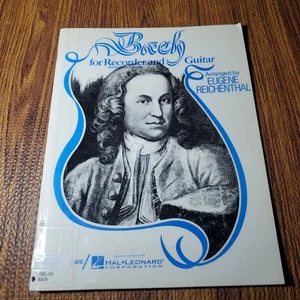 Bach
for Recorder and Guitar
Arranged by
EUGENE
REICHENTHAL
HAL•LEONARD
CORPORATION